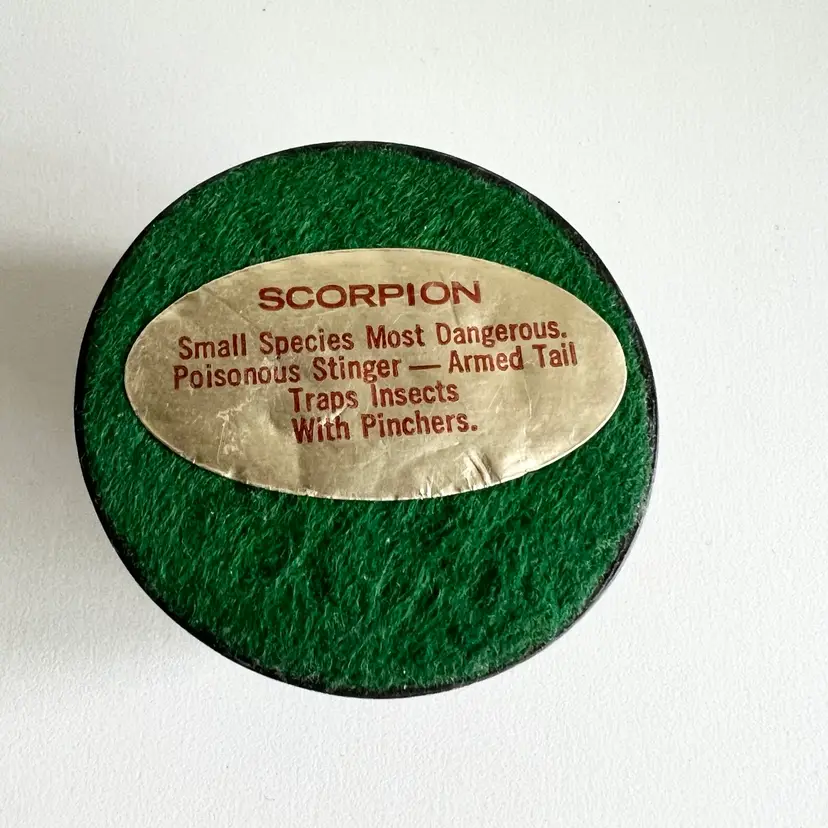 SCORPION
Small Species Most Dangerous.
Poisonous Stinger — Armed Tail
Traps Insects
With Pinchers.